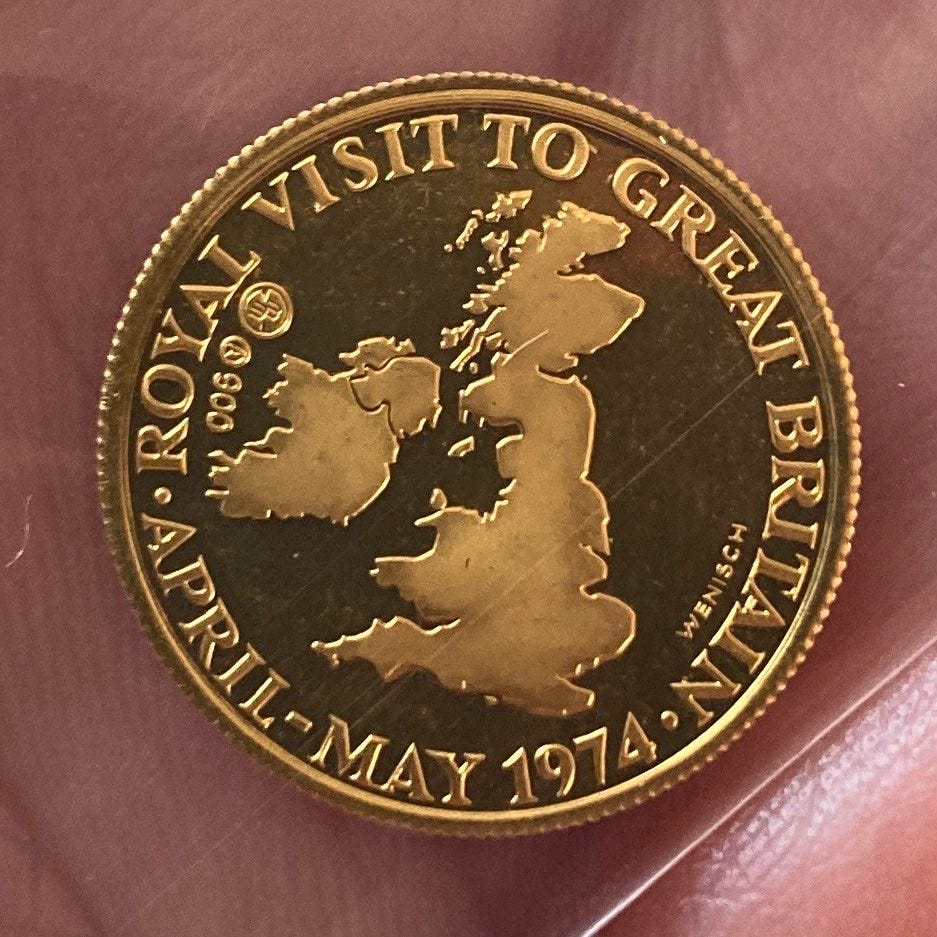 ROYAL VISIT TO GREAT BRITAIN
· APRIL-MAY 1974 ·
900
WENISCH